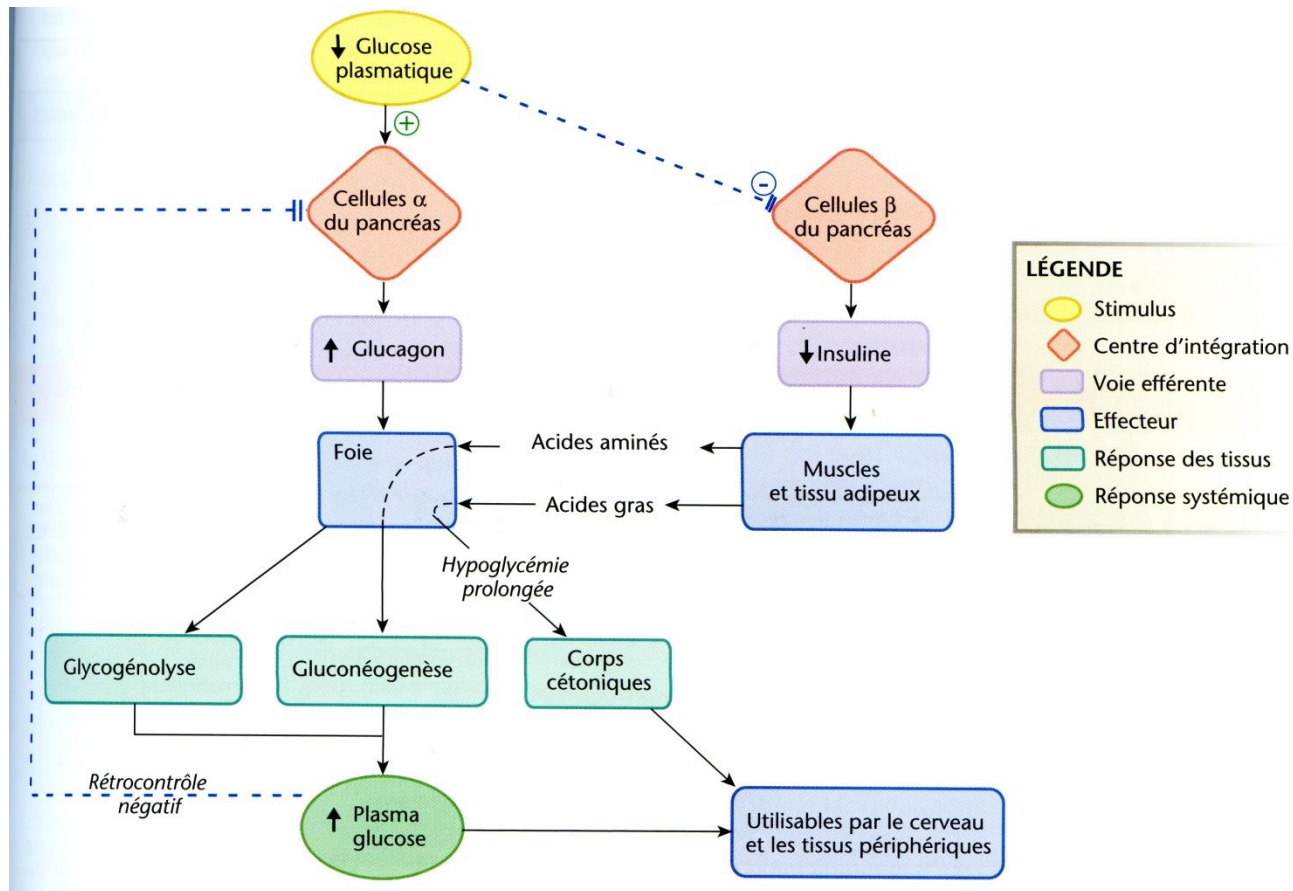 ↓ Glucose
plasmatique
+
Cellules α
du pancréas
-
Cellules β
du pancréas
↑ Glucagon
↓ Insuline
Foie
Acides aminés
Acides gras
Muscles
et tissu adipeux
Hypoglycémie
prolongée
Glycogénolyse
Gluconéogenèse
Corps
cétoniques
Rétrocontrôle
négatif
↑ Plasma
glucose
Utilisables par le cerveau
et les tissus périphériques
LÉGENDE
Stimulus
Centre d'intégration
Voie efférente
Effecteur
Réponse des tissus
Réponse systémique